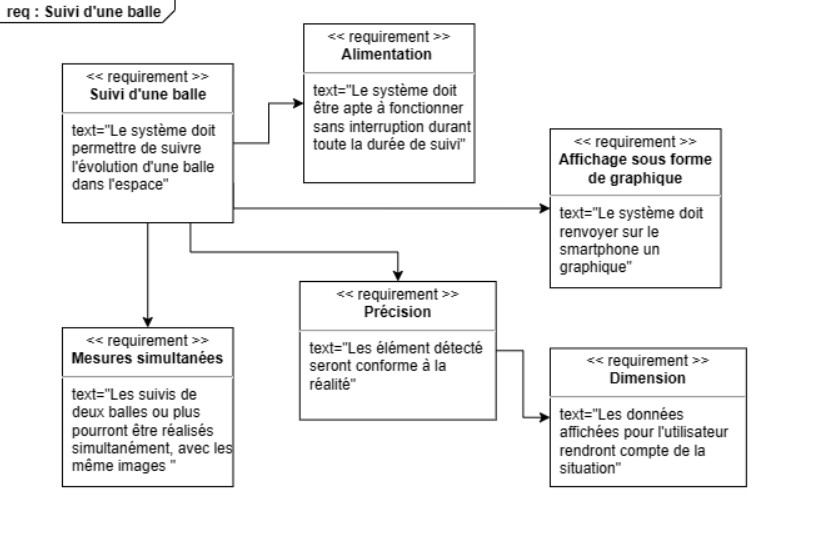 req : Suivi d'une balle
<< requirement >>
Suivi d'une balle
text="Le système doit
permettre de suivre
l'évolution d'une balle
dans l'espace"
<< requirement >>
Alimentation
text="Le système doit
être apte à fonctionner
sans interruption durant
toute la durée de suivi"
<< requirement >>
Affichage sous forme
de graphique
text="Le système doit
renvoyer sur le
smartphone un
graphique"
<< requirement >>
Mesures simultanées
text="Les suivis de
deux balles ou plus
pourront être réalisés
simultanément, avec les
même images "
<< requirement >>
Précision
text="Les élément détecté
seront conforme à la
réalité"
<< requirement >>
Dimension
text="Les données
affichées pour l'utilisateur
rendront compte de la
situation"